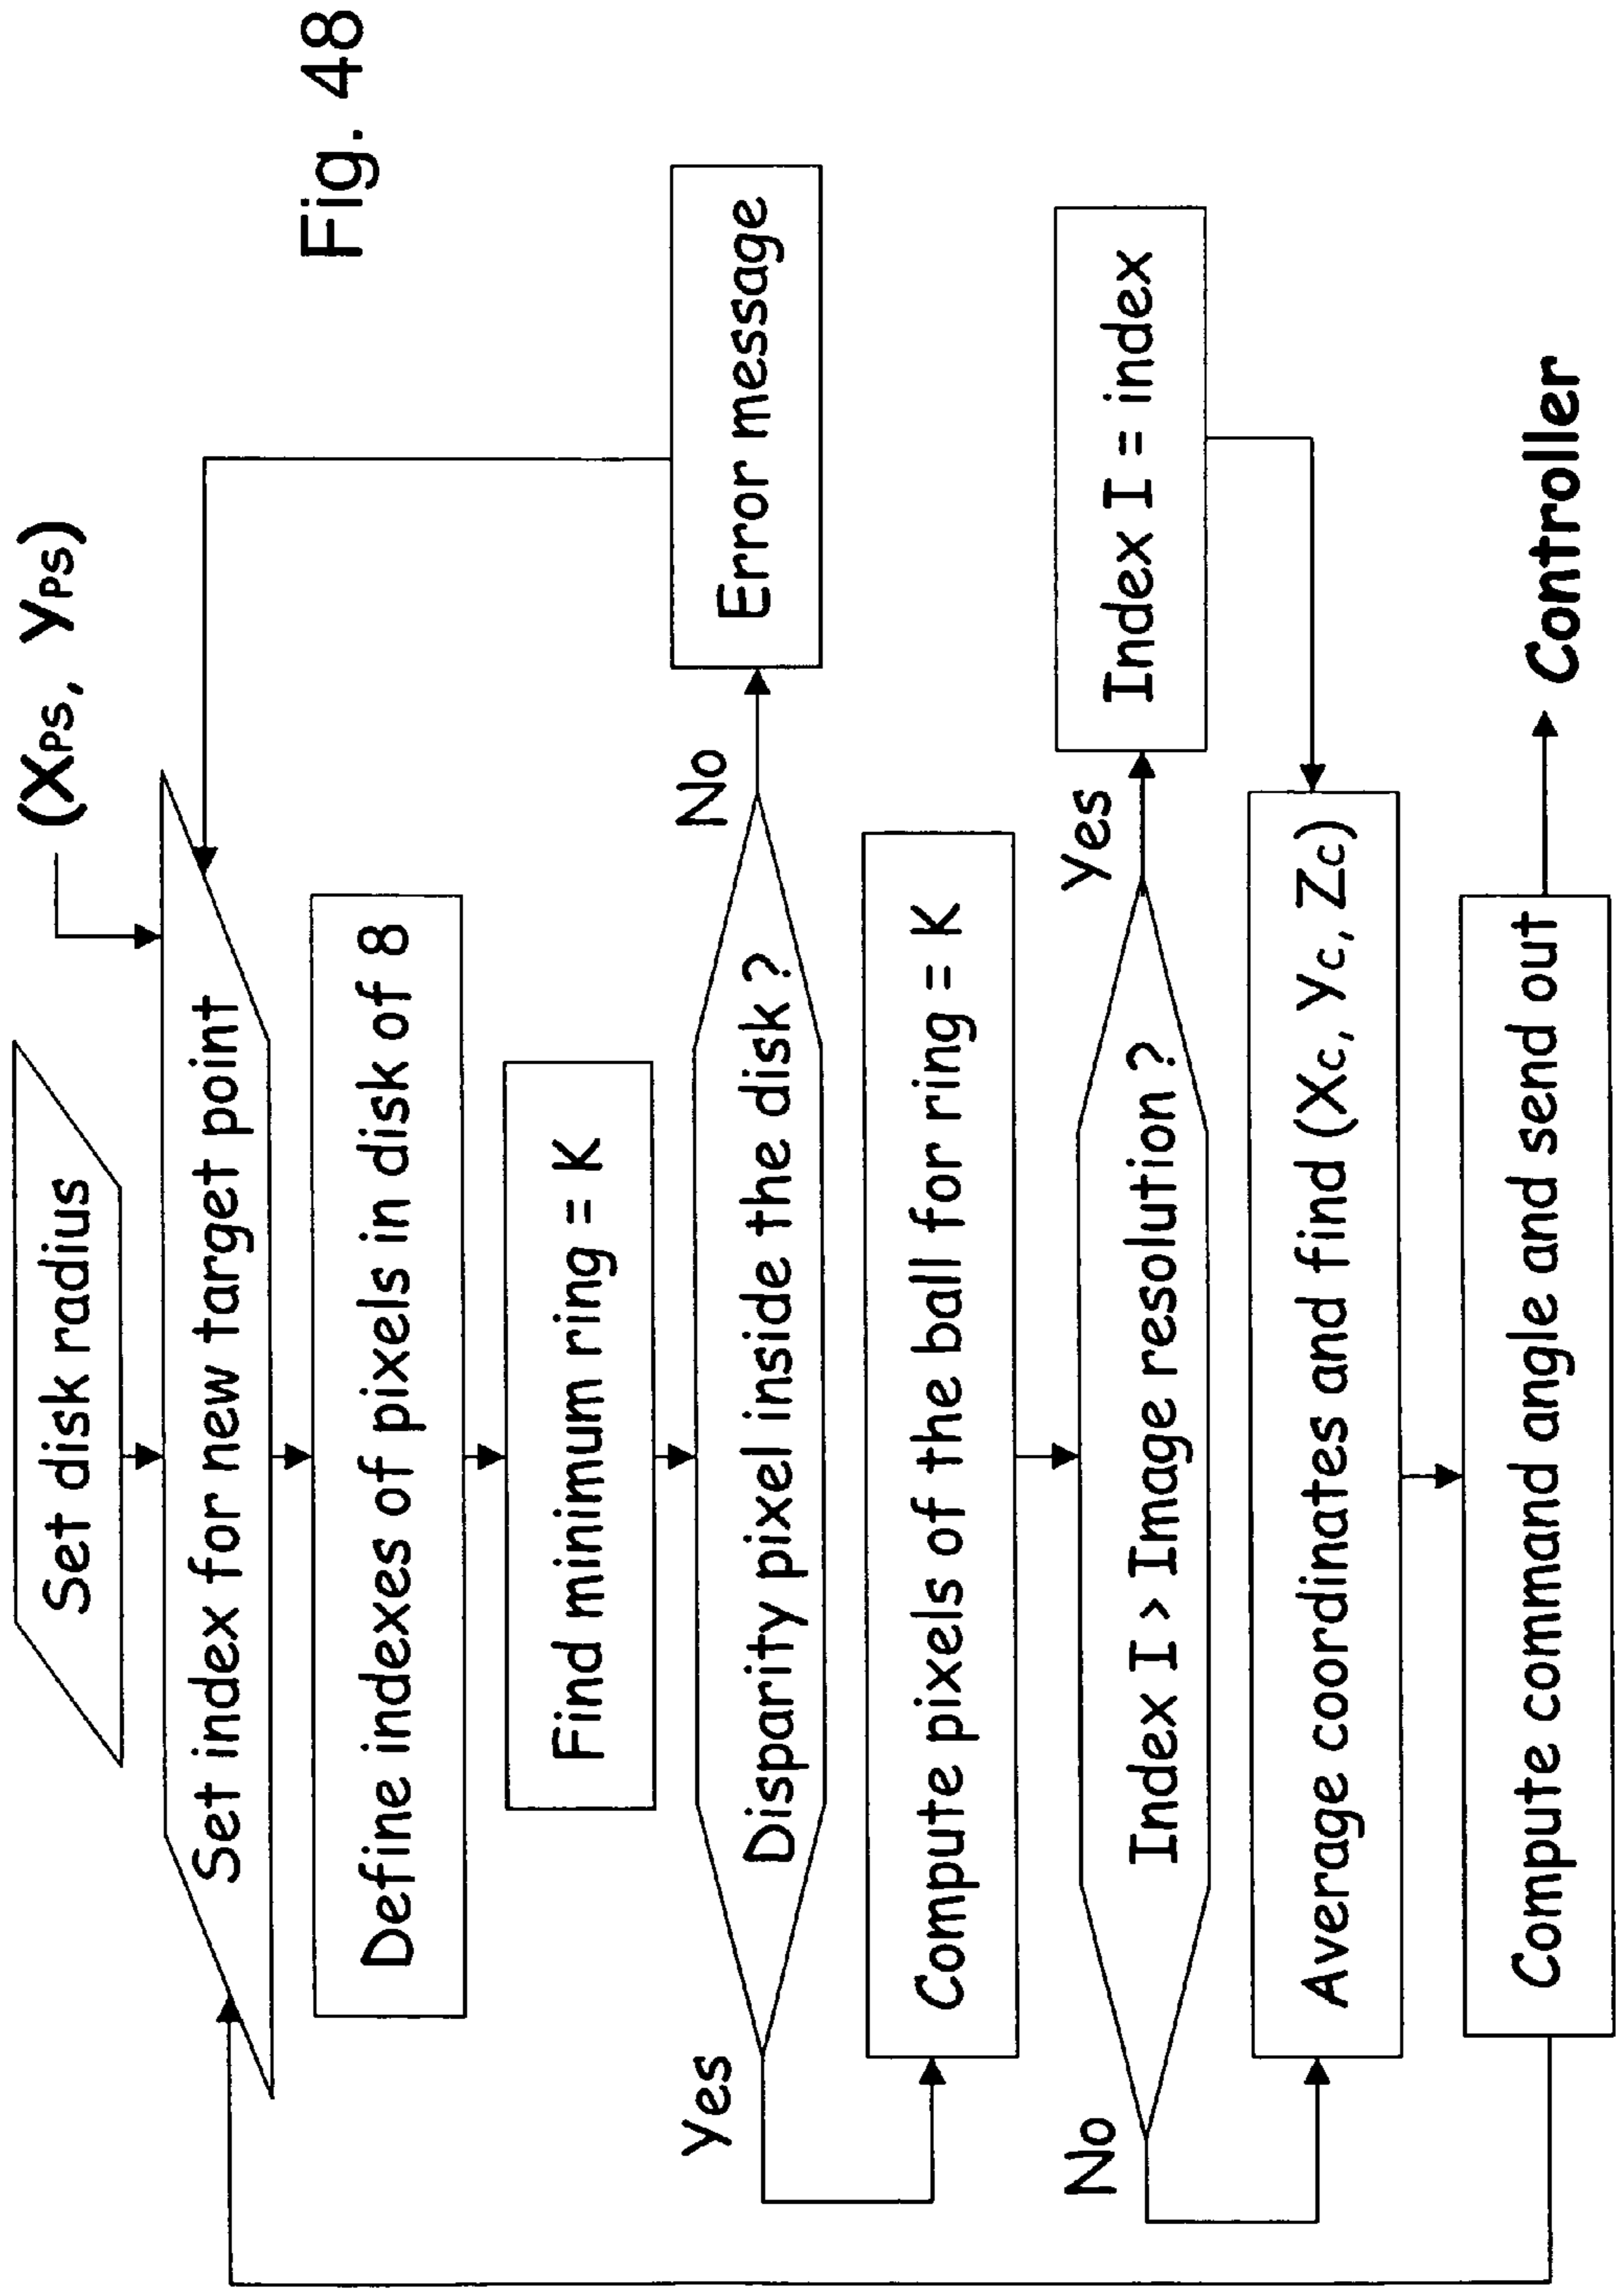 Fig. 48
Set disk radius
(XPS, YPS)
Set index for new target point
Define indexes of pixels in disk of 8
Find minimum ring = K
Disparity pixel inside the disk ?
No
Error message
Yes
Compute pixels of the ball for ring = K
Index I > Image resolution ?
Yes
Index I = index
No
Average coordinates and find (XC, YC, ZC)
Compute command angle and send out
Controller